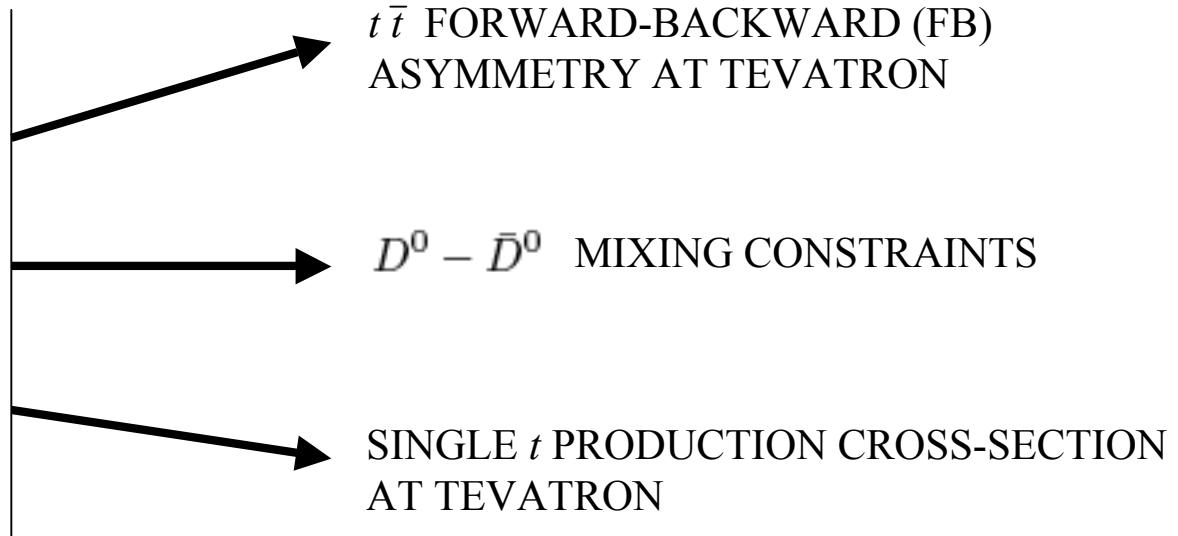 t t̄ FORWARD-BACKWARD (FB)
ASYMMETRY AT TEVATRON
D⁰ − D̄⁰ MIXING CONSTRAINTS
SINGLE t PRODUCTION CROSS-SECTION
AT TEVATRON